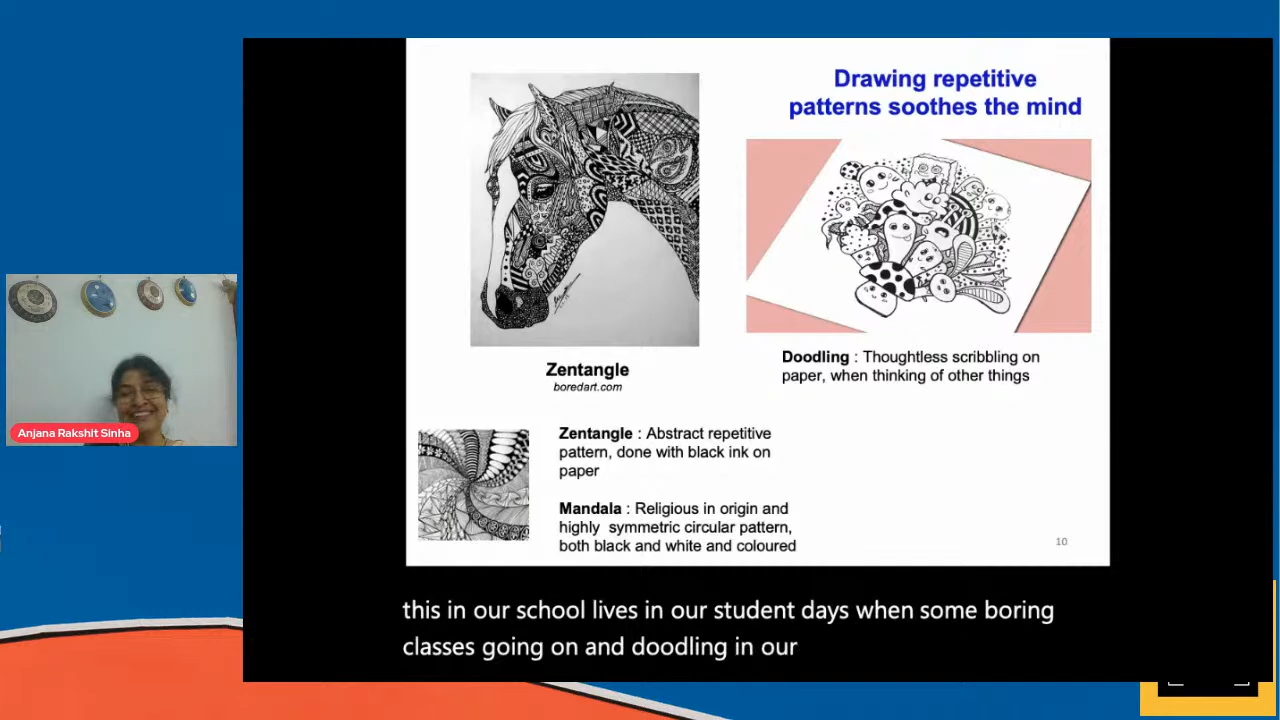 Drawing repetitive
patterns soothes the mind
Zentangle
boredart.com
Doodling : Thoughtless scribbling on
paper, when thinking of other things
Zentangle : Abstract repetitive
pattern, done with black ink on
paper
Mandala : Religious in origin and
highly symmetric circular pattern,
both black and white and coloured
10
Anjana Rakshit Sinha
this in our school lives in our student days when some boring
classes going on and doodling in our